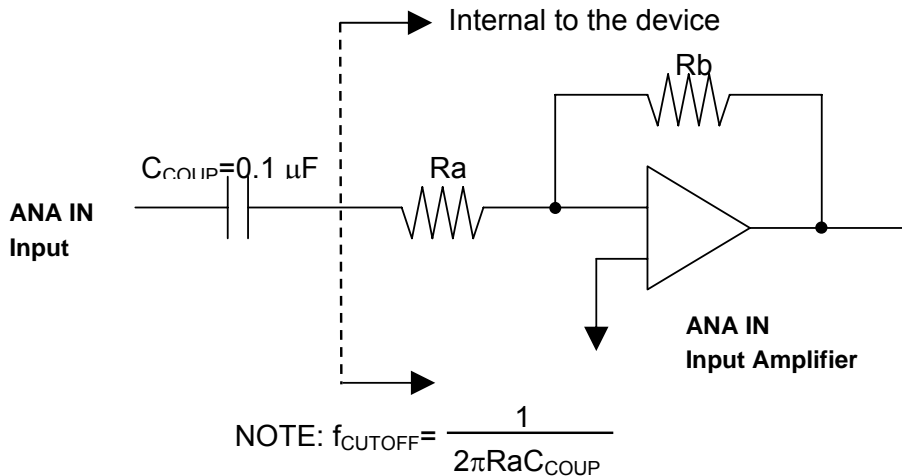 Internal to the device
Rb
C_COUP=0.1 μF
Ra
ANA IN
Input
ANA IN
Input Amplifier
NOTE: f_CUTOFF= 1
2πRaC_COUP